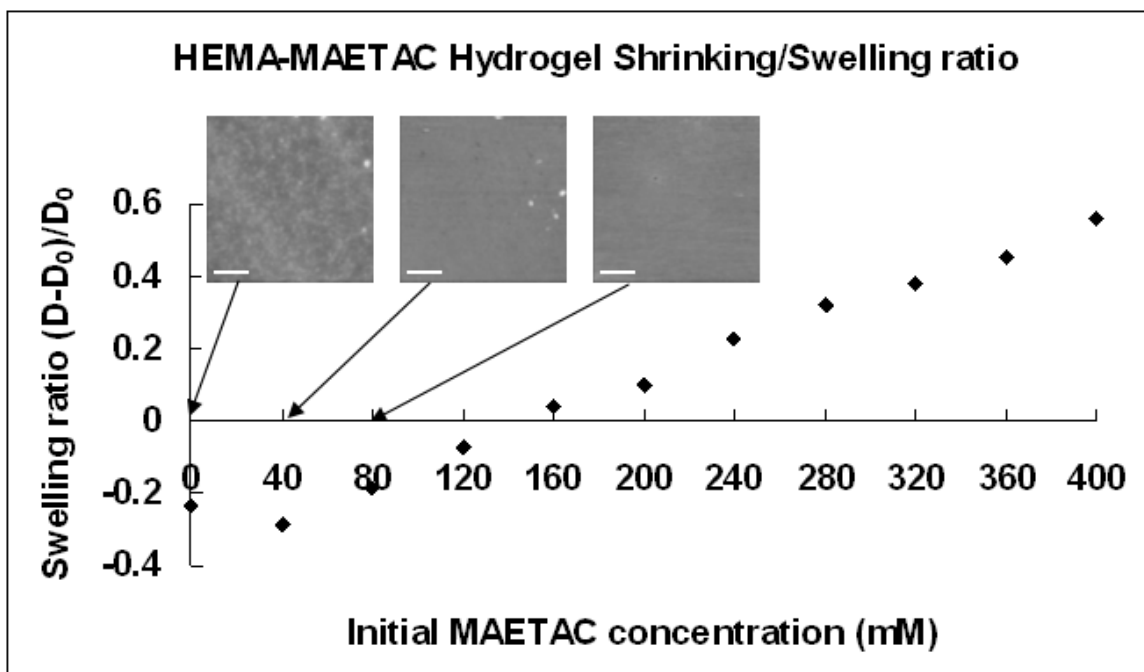 HEMA-MAETAC Hydrogel Shrinking/Swelling ratio
Swelling ratio (D-D₀)/D₀
0.6
0.4
0.2
0
-0.2
-0.4
0 40 80 120 160 200 240 280 320 360 400
Initial MAETAC concentration (mM)